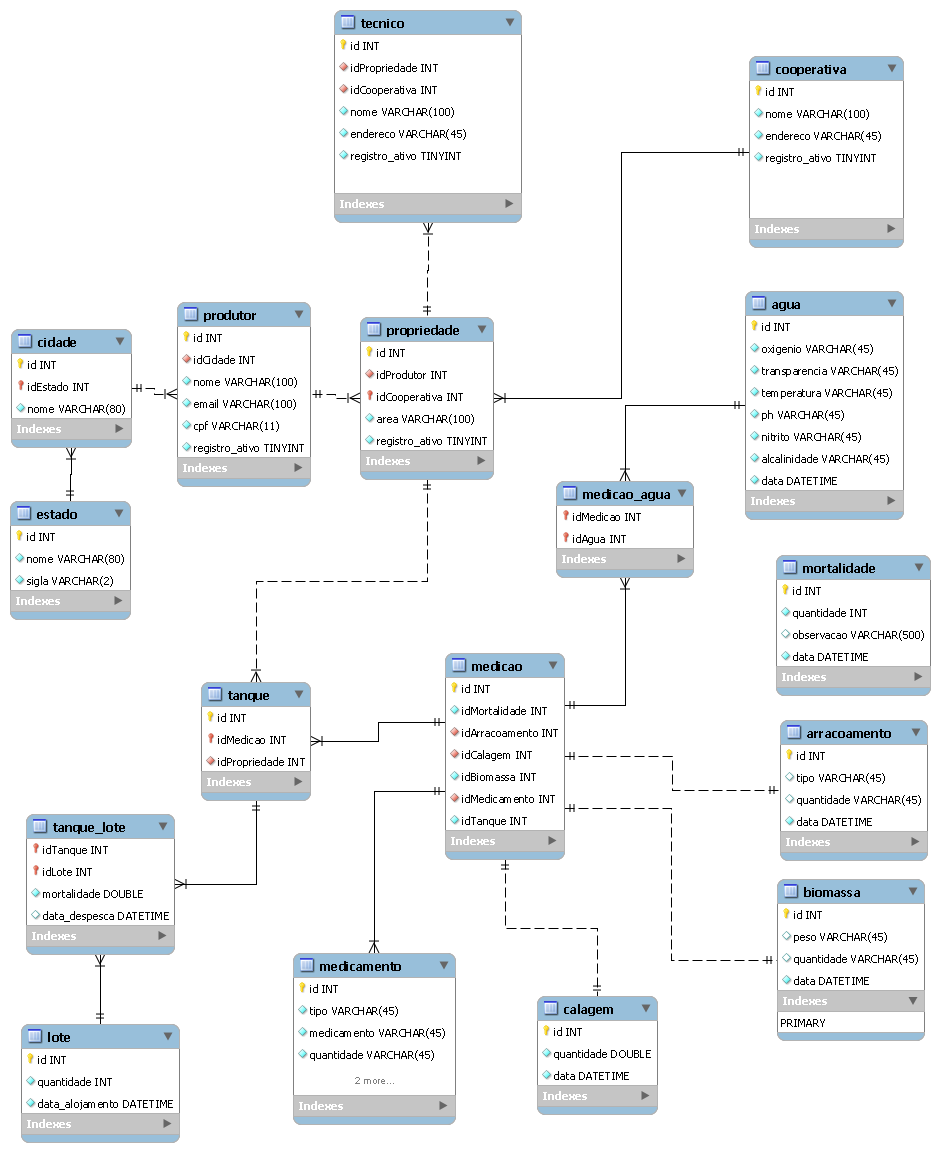 tecnico
id INT
idPropriedade INT
idCooperativa INT
nome VARCHAR(100)
endereco VARCHAR(45)
registro_ativo TINYINT
Indexes
cooperativa
id INT
nome VARCHAR(100)
endereco VARCHAR(45)
registro_ativo TINYINT
Indexes
cidade
id INT
idEstado INT
nome VARCHAR(80)
Indexes
produtor
id INT
idCidade INT
nome VARCHAR(100)
email VARCHAR(100)
cpf VARCHAR(11)
registro_ativo TINYINT
Indexes
propriedade
id INT
idProdutor INT
idCooperativa INT
area VARCHAR(100)
registro_ativo TINYINT
Indexes
agua
id INT
oxigenio VARCHAR(45)
transparencia VARCHAR(45)
temperatura VARCHAR(45)
ph VARCHAR(45)
nitrito VARCHAR(45)
alcalinidade VARCHAR(45)
data DATETIME
Indexes
estado
id INT
nome VARCHAR(80)
sigla VARCHAR(2)
Indexes
medicao_agua
idMedicao INT
idAgua INT
Indexes
mortalidade
id INT
quantidade INT
observacao VARCHAR(500)
data DATETIME
Indexes
tanque
id INT
idMedicao INT
idPropriedade INT
Indexes
medicao
id INT
idMortalidade INT
idArracoamento INT
idCalagem INT
idBiomassa INT
idMedicamento INT
idTanque INT
Indexes
arracoamento
id INT
tipo VARCHAR(45)
quantidade VARCHAR(45)
data DATETIME
Indexes
tanque_lote
idTanque INT
idLote INT
mortalidade DOUBLE
data_despesca DATETIME
Indexes
biomassa
id INT
peso VARCHAR(45)
quantidade VARCHAR(45)
data DATETIME
Indexes
PRIMARY
medicamento
id INT
tipo VARCHAR(45)
medicamento VARCHAR(45)
quantidade VARCHAR(45)
2 more...
Indexes
calagem
id INT
quantidade DOUBLE
data DATETIME
Indexes
lote
id INT
quantidade INT
data_alojamento DATETIME
Indexes